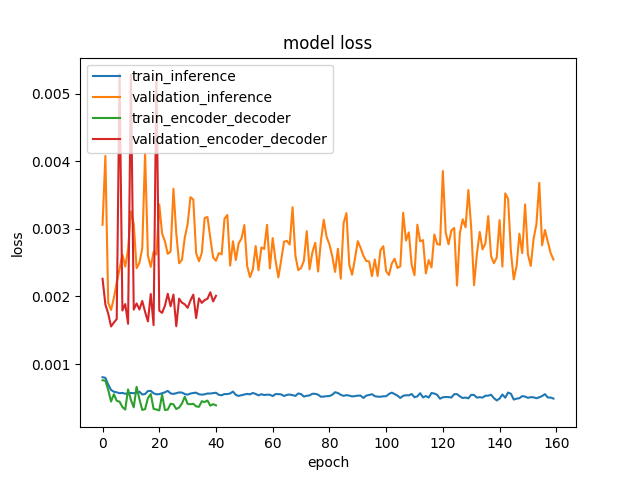 model loss
train_inference
validation_inference
train_encoder_decoder
validation_encoder_decoder
loss
0.005
0.004
0.003
0.002
0.001
0 20 40 60 80 100 120 140 160
epoch